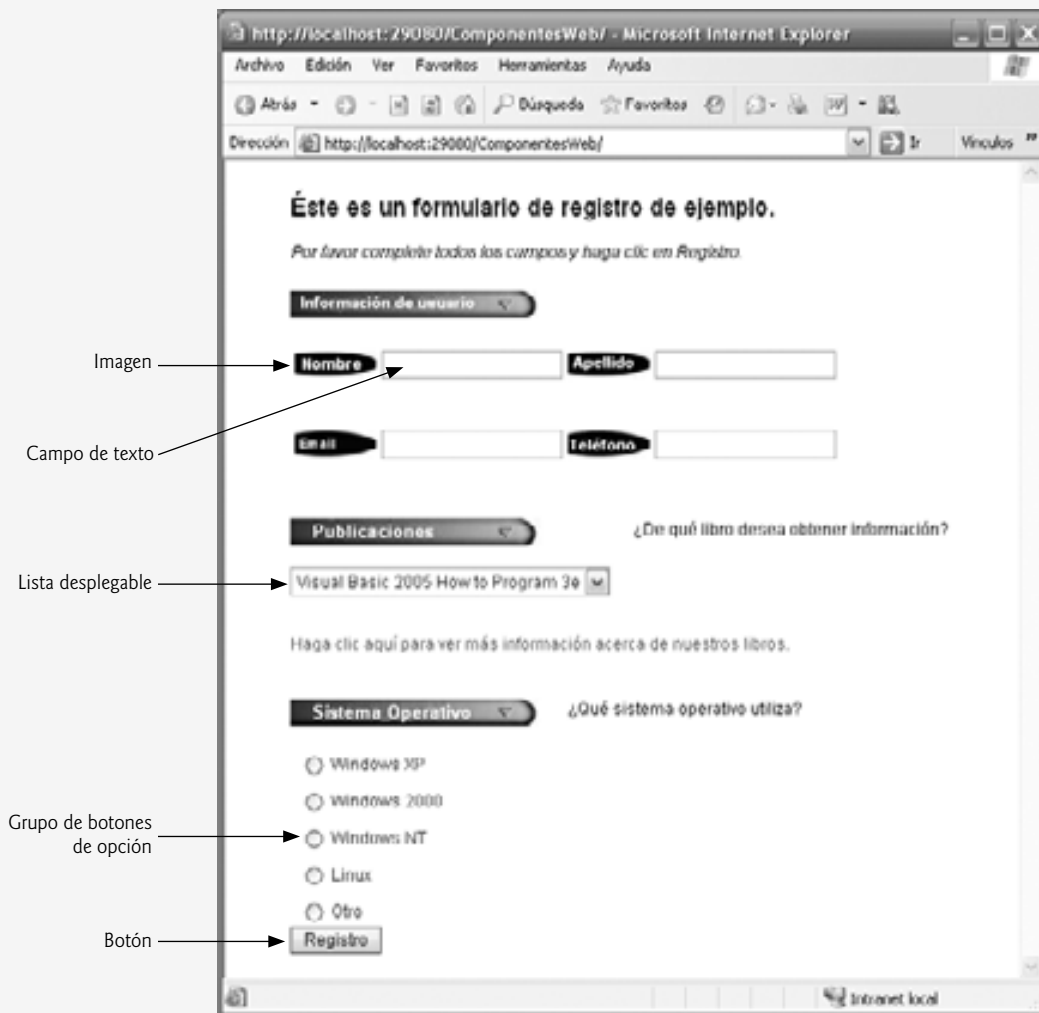 http://localhost:29080/ComponentesWeb/ - Microsoft Internet Explorer
Archivo Edición Ver Favoritos Herramientas Ayuda
Atrás Búsqueda Favoritos
Dirección http://localhost:29080/ComponentesWeb/ Ir Vínculos
Éste es un formulario de registro de ejemplo.
Por favor complete todos los campos y haga clic en Registro.
Información de usuario
Imagen
Nombre Apellido
Campo de texto
Email Teléfono
Publicaciones ¿De qué libro desea obtener información?
Lista desplegable
Visual Basic 2005 How to Program 3e
Haga clic aquí para ver más información acerca de nuestros libros.
Sistema Operativo ¿Qué sistema operativo utiliza?
Windows XP
Windows 2000
Grupo de botones
de opción
Windows NT
Linux
Otro
Botón
Registro
Intranet local